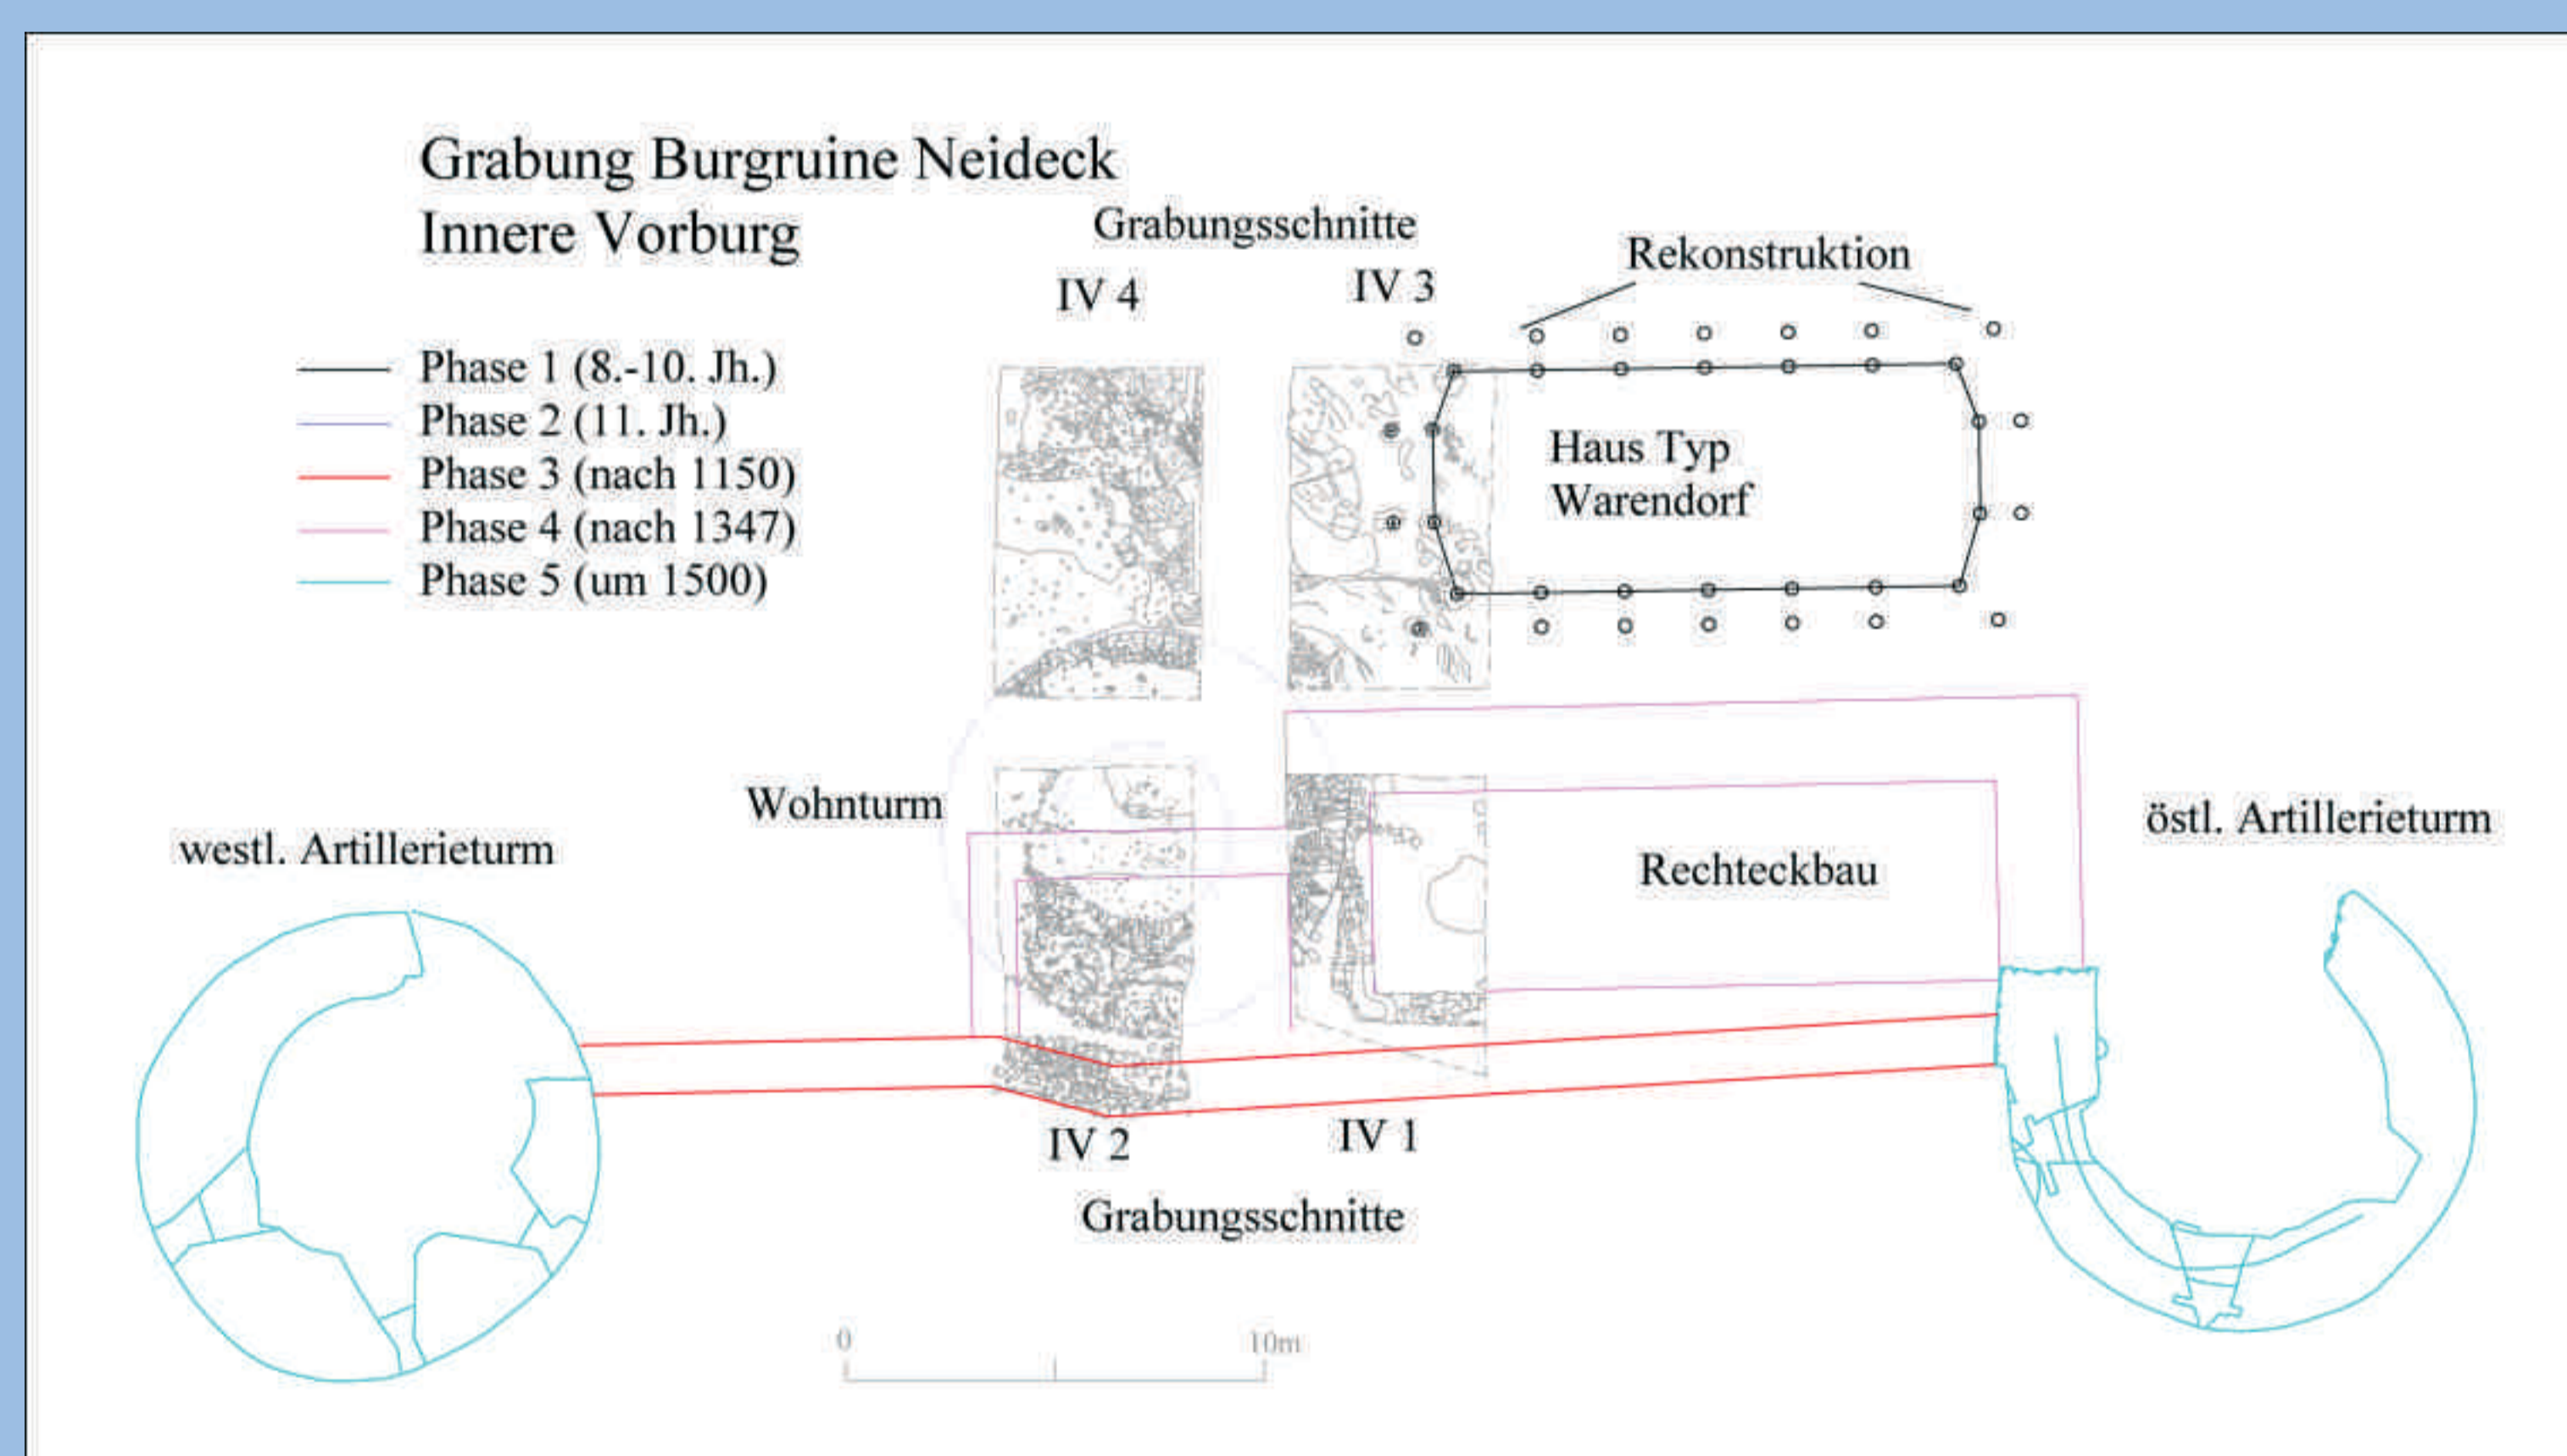 Grabung Burgruine Neideck
Innere Vorburg
Grabungsschnitte
IV 4
IV 3
Rekonstruktion
Phase 1 (8.-10. Jh.)
Phase 2 (11. Jh.)
Phase 3 (nach 1150)
Phase 4 (nach 1347)
Phase 5 (um 1500)
Haus Typ
Warendorf
Wohnturm
westl. Artillerieturm
Rechteckbau
östl. Artillerieturm
IV 2
IV 1
Grabungsschnitte
0
10m